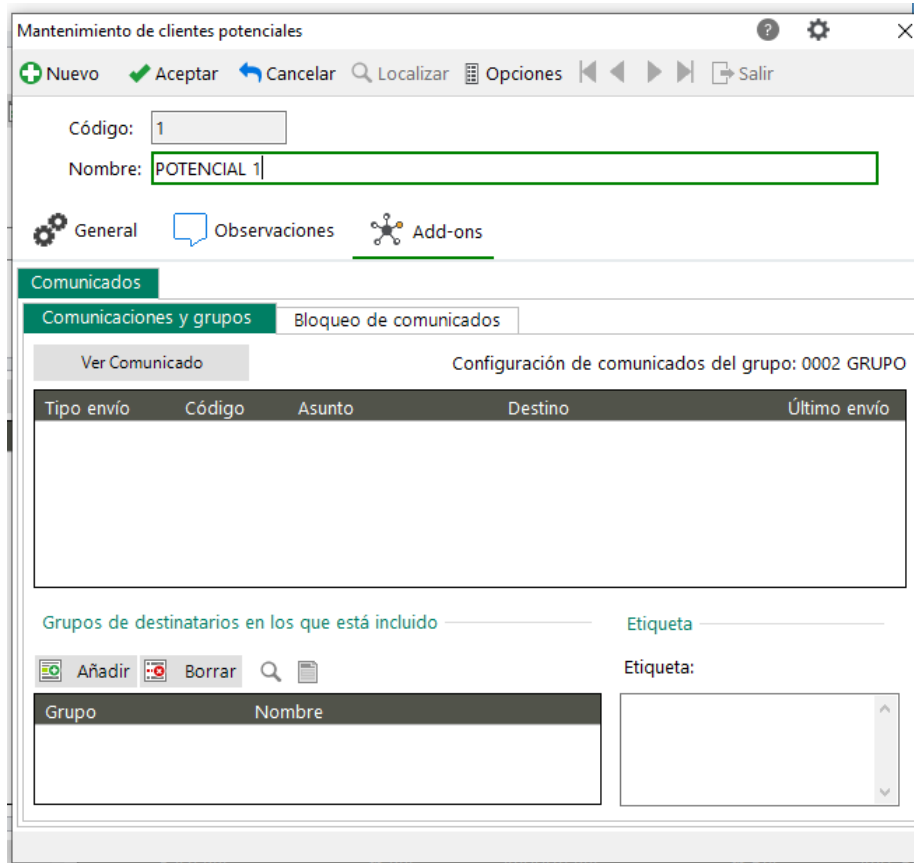 Mantenimiento de clientes potenciales
Nuevo Aceptar Cancelar Localizar Opciones Salir
Código: 1
Nombre: POTENCIAL 1
General Observaciones Add-ons
Comunicados
Comunicaciones y grupos Bloqueo de comunicados
Ver Comunicado Configuración de comunicados del grupo: 0002 GRUPO
Tipo envío Código Asunto Destino Último envío
Grupos de destinatarios en los que está incluido Etiqueta
Añadir Borrar Etiqueta:
Grupo Nombre